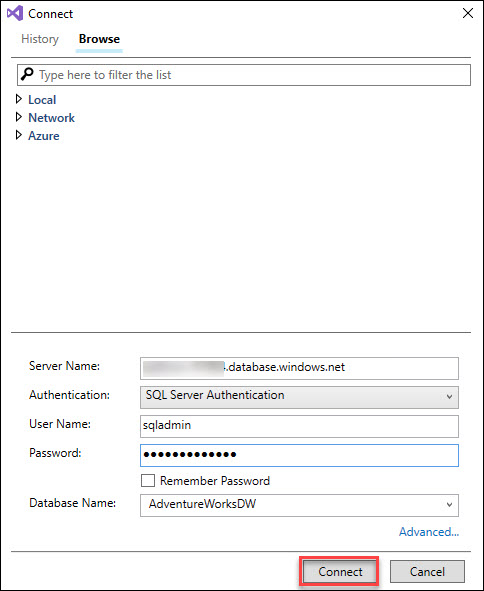 Connect
History Browse
Type here to filter the list
Local
Network
Azure
Server Name: .database.windows.net
Authentication: SQL Server Authentication
User Name: sqladmin
Password: •••••••••••••
Remember Password
Database Name: AdventureWorksDW
Advanced...
Connect Cancel